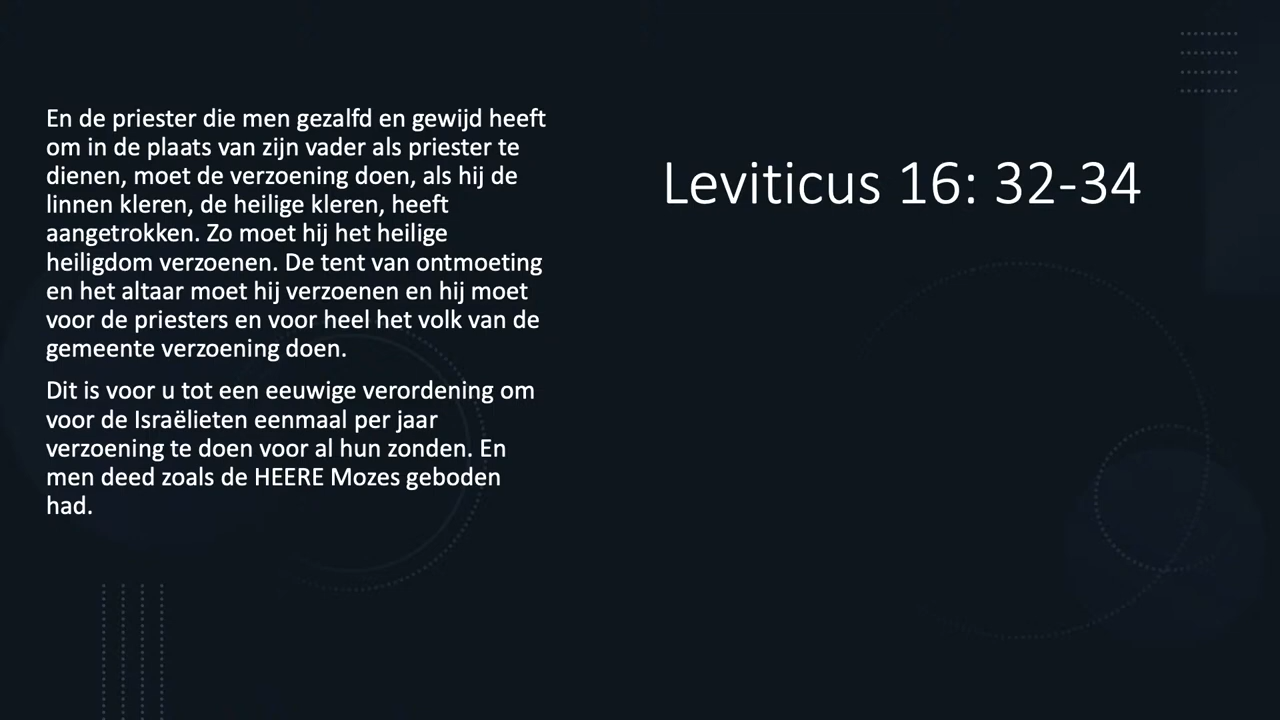 En de priester die men gezalfd en gewijd heeft
om in de plaats van zijn vader als priester te
dienen, moet de verzoening doen, als hij de
linnen kleren, de heilige kleren, heeft
aangetrokken. Zo moet hij het heilige
heiligdom verzoenen. De tent van ontmoeting
en het altaar moet hij verzoenen en hij moet
voor de priesters en voor heel het volk van de
gemeente verzoening doen.
Dit is voor u tot een eeuwige verordening om
voor de Israëlieten eenmaal per jaar
verzoening te doen voor al hun zonden. En
men deed zoals de HEERE Mozes geboden
had.
Leviticus 16: 32-34